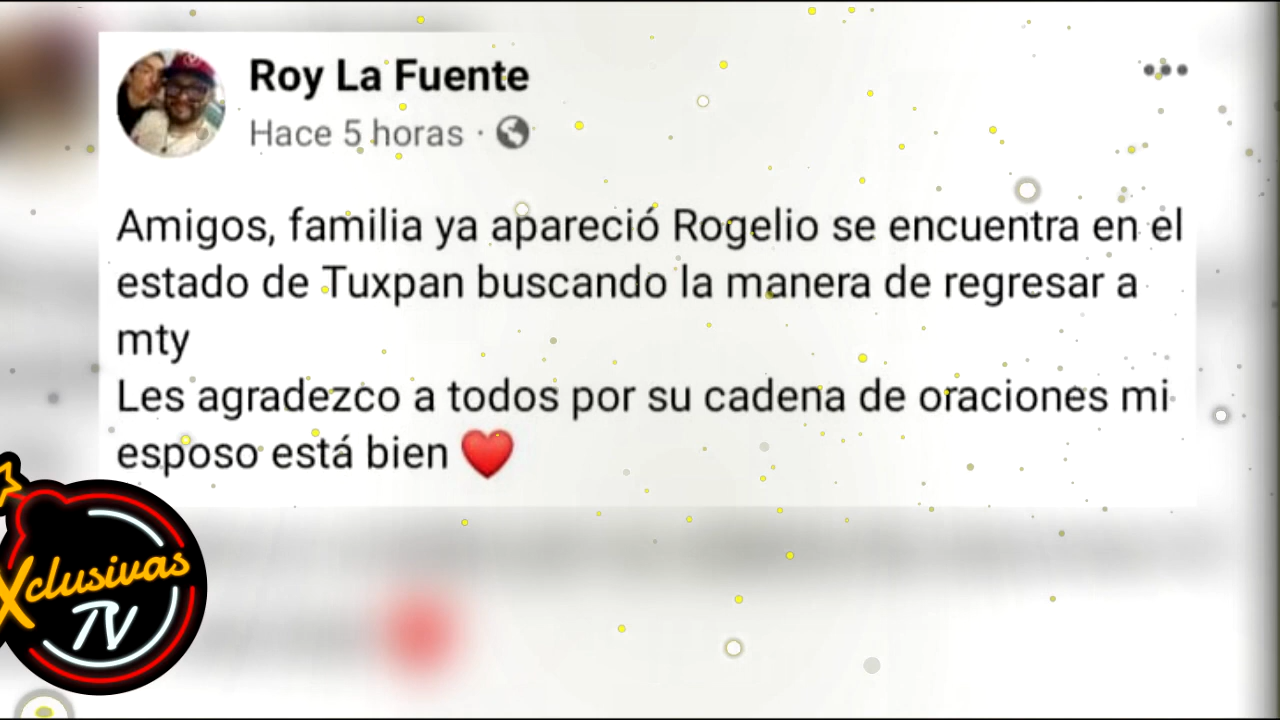 Roy La Fuente
Hace 5 horas ·
Amigos, familia ya apareció Rogelio se encuentra en el
estado de Tuxpan buscando la manera de regresar a
mty
Les agradezco a todos por su cadena de oraciones mi
esposo está bien ❤️
Xclusivas
TV